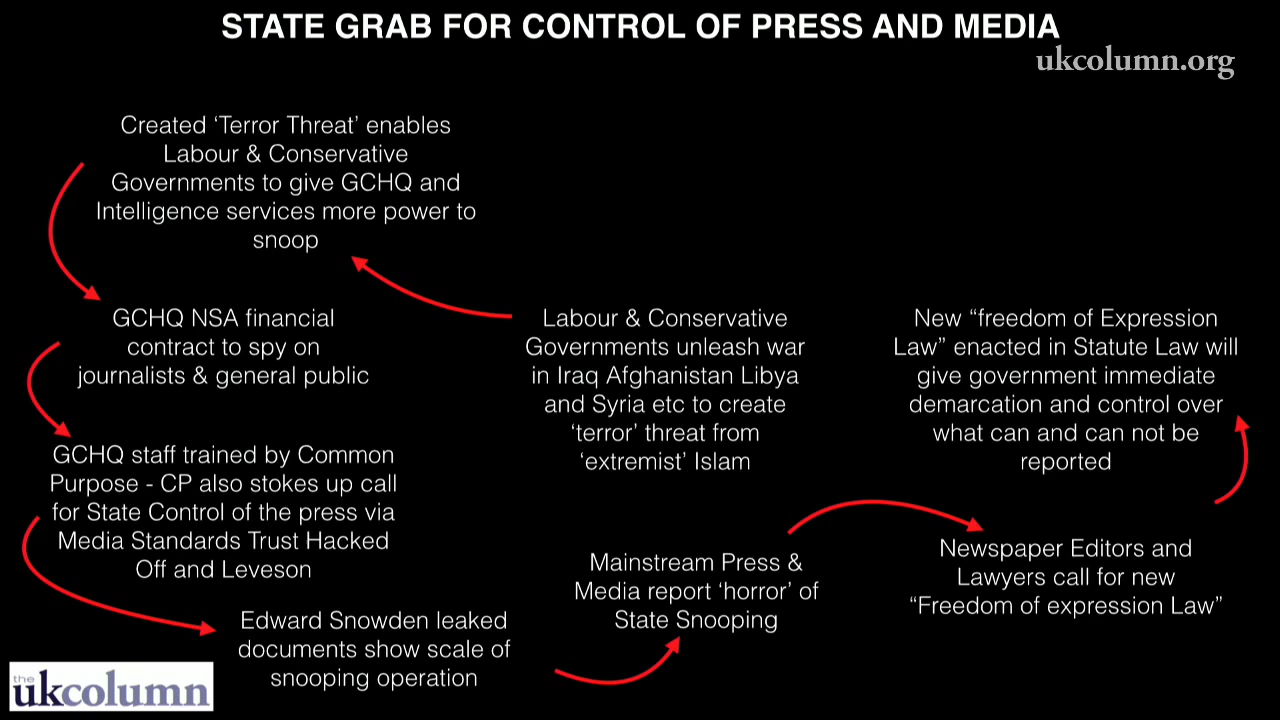 STATE GRAB FOR CONTROL OF PRESS AND MEDIA
ukcolumn.org
Created ‘Terror Threat’ enables
Labour & Conservative
Governments to give GCHQ and
Intelligence services more power to
snoop
GCHQ NSA financial
contract to spy on
journalists & general public
GCHQ staff trained by Common
Purpose - CP also stokes up call
for State Control of the press via
Media Standards Trust Hacked
Off and Leveson
Edward Snowden leaked
documents show scale of
snooping operation
Labour & Conservative
Governments unleash war
in Iraq Afghanistan Libya
and Syria etc to create
‘terror’ threat from
‘extremist’ Islam
Mainstream Press &
Media report ‘horror’ of
State Snooping
Newspaper Editors and
Lawyers call for new
“Freedom of expression Law”
New “freedom of Expression
Law” enacted in Statute Law will
give government immediate
demarcation and control over
what can and can not be
reported
the
ukcolumn